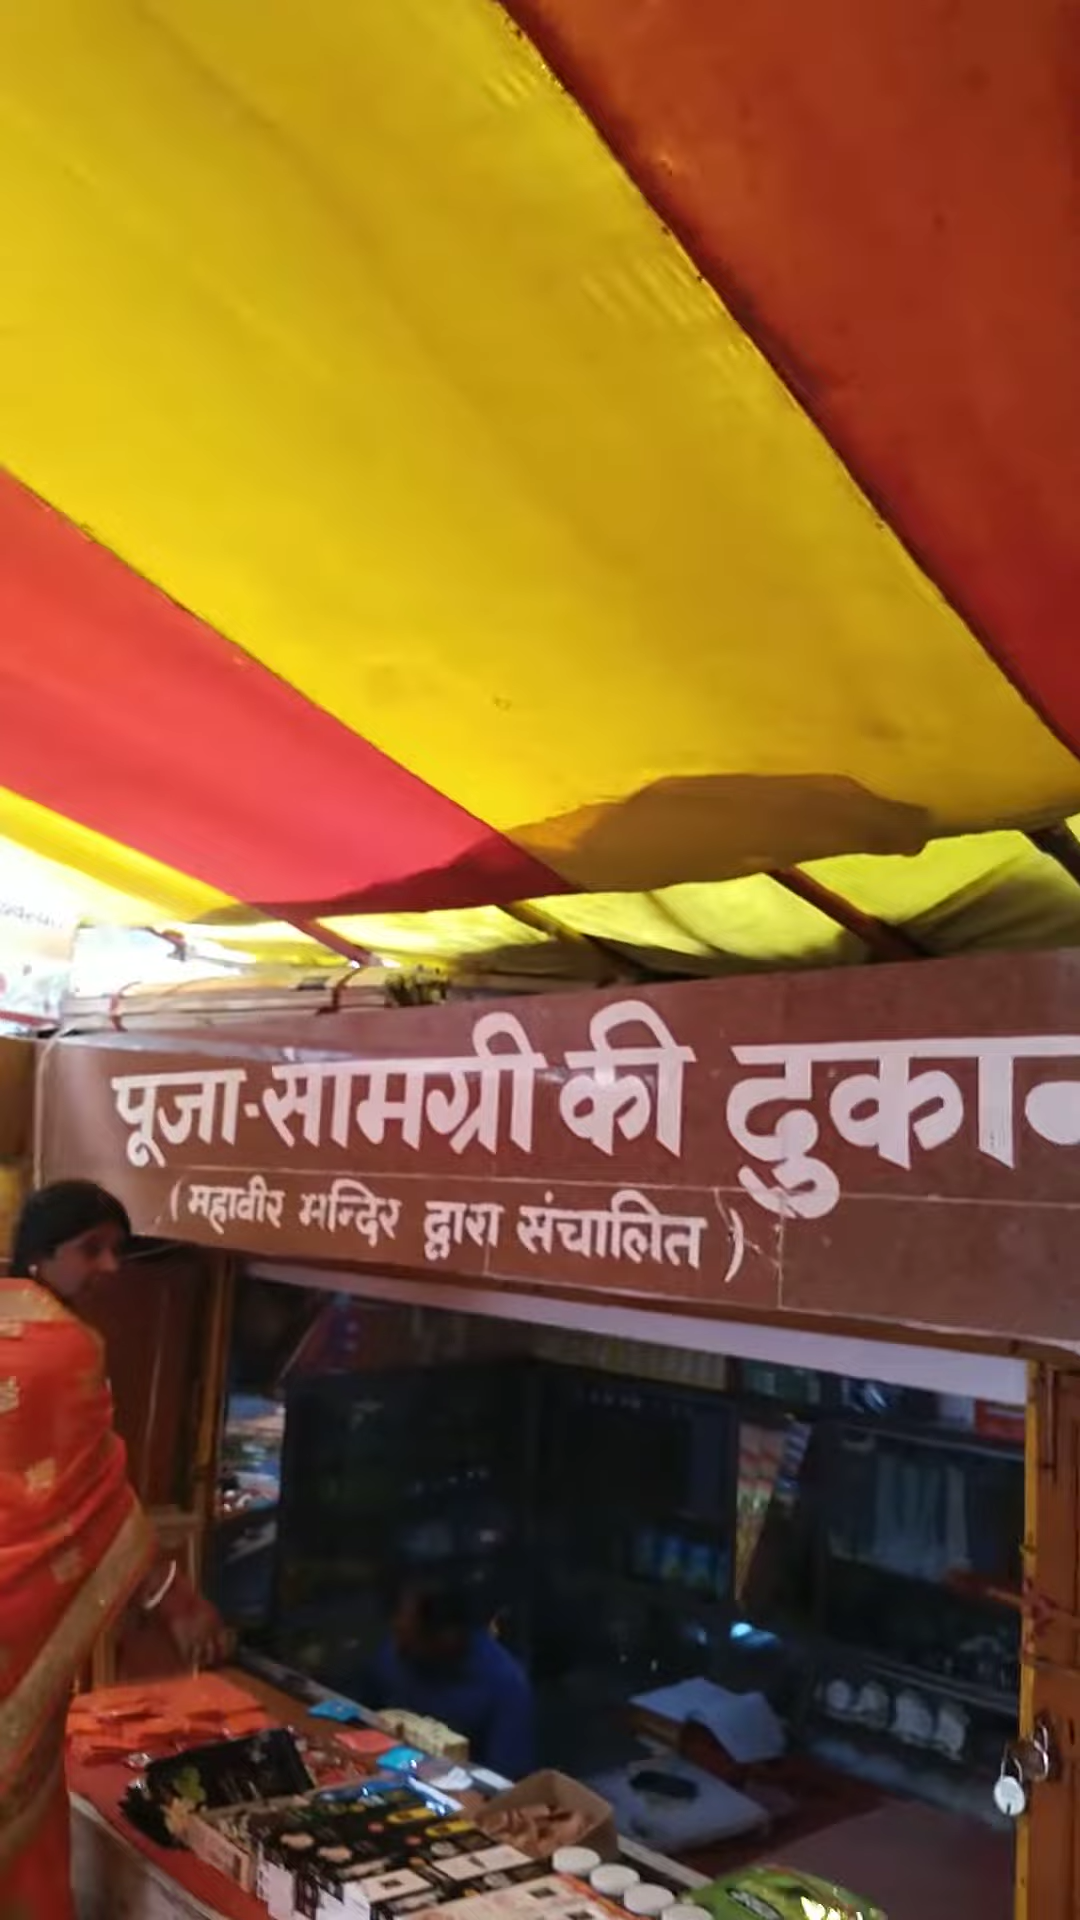 पूजा-सामग्री की दुकान
(महावीर मन्दिर द्वारा संचालित)